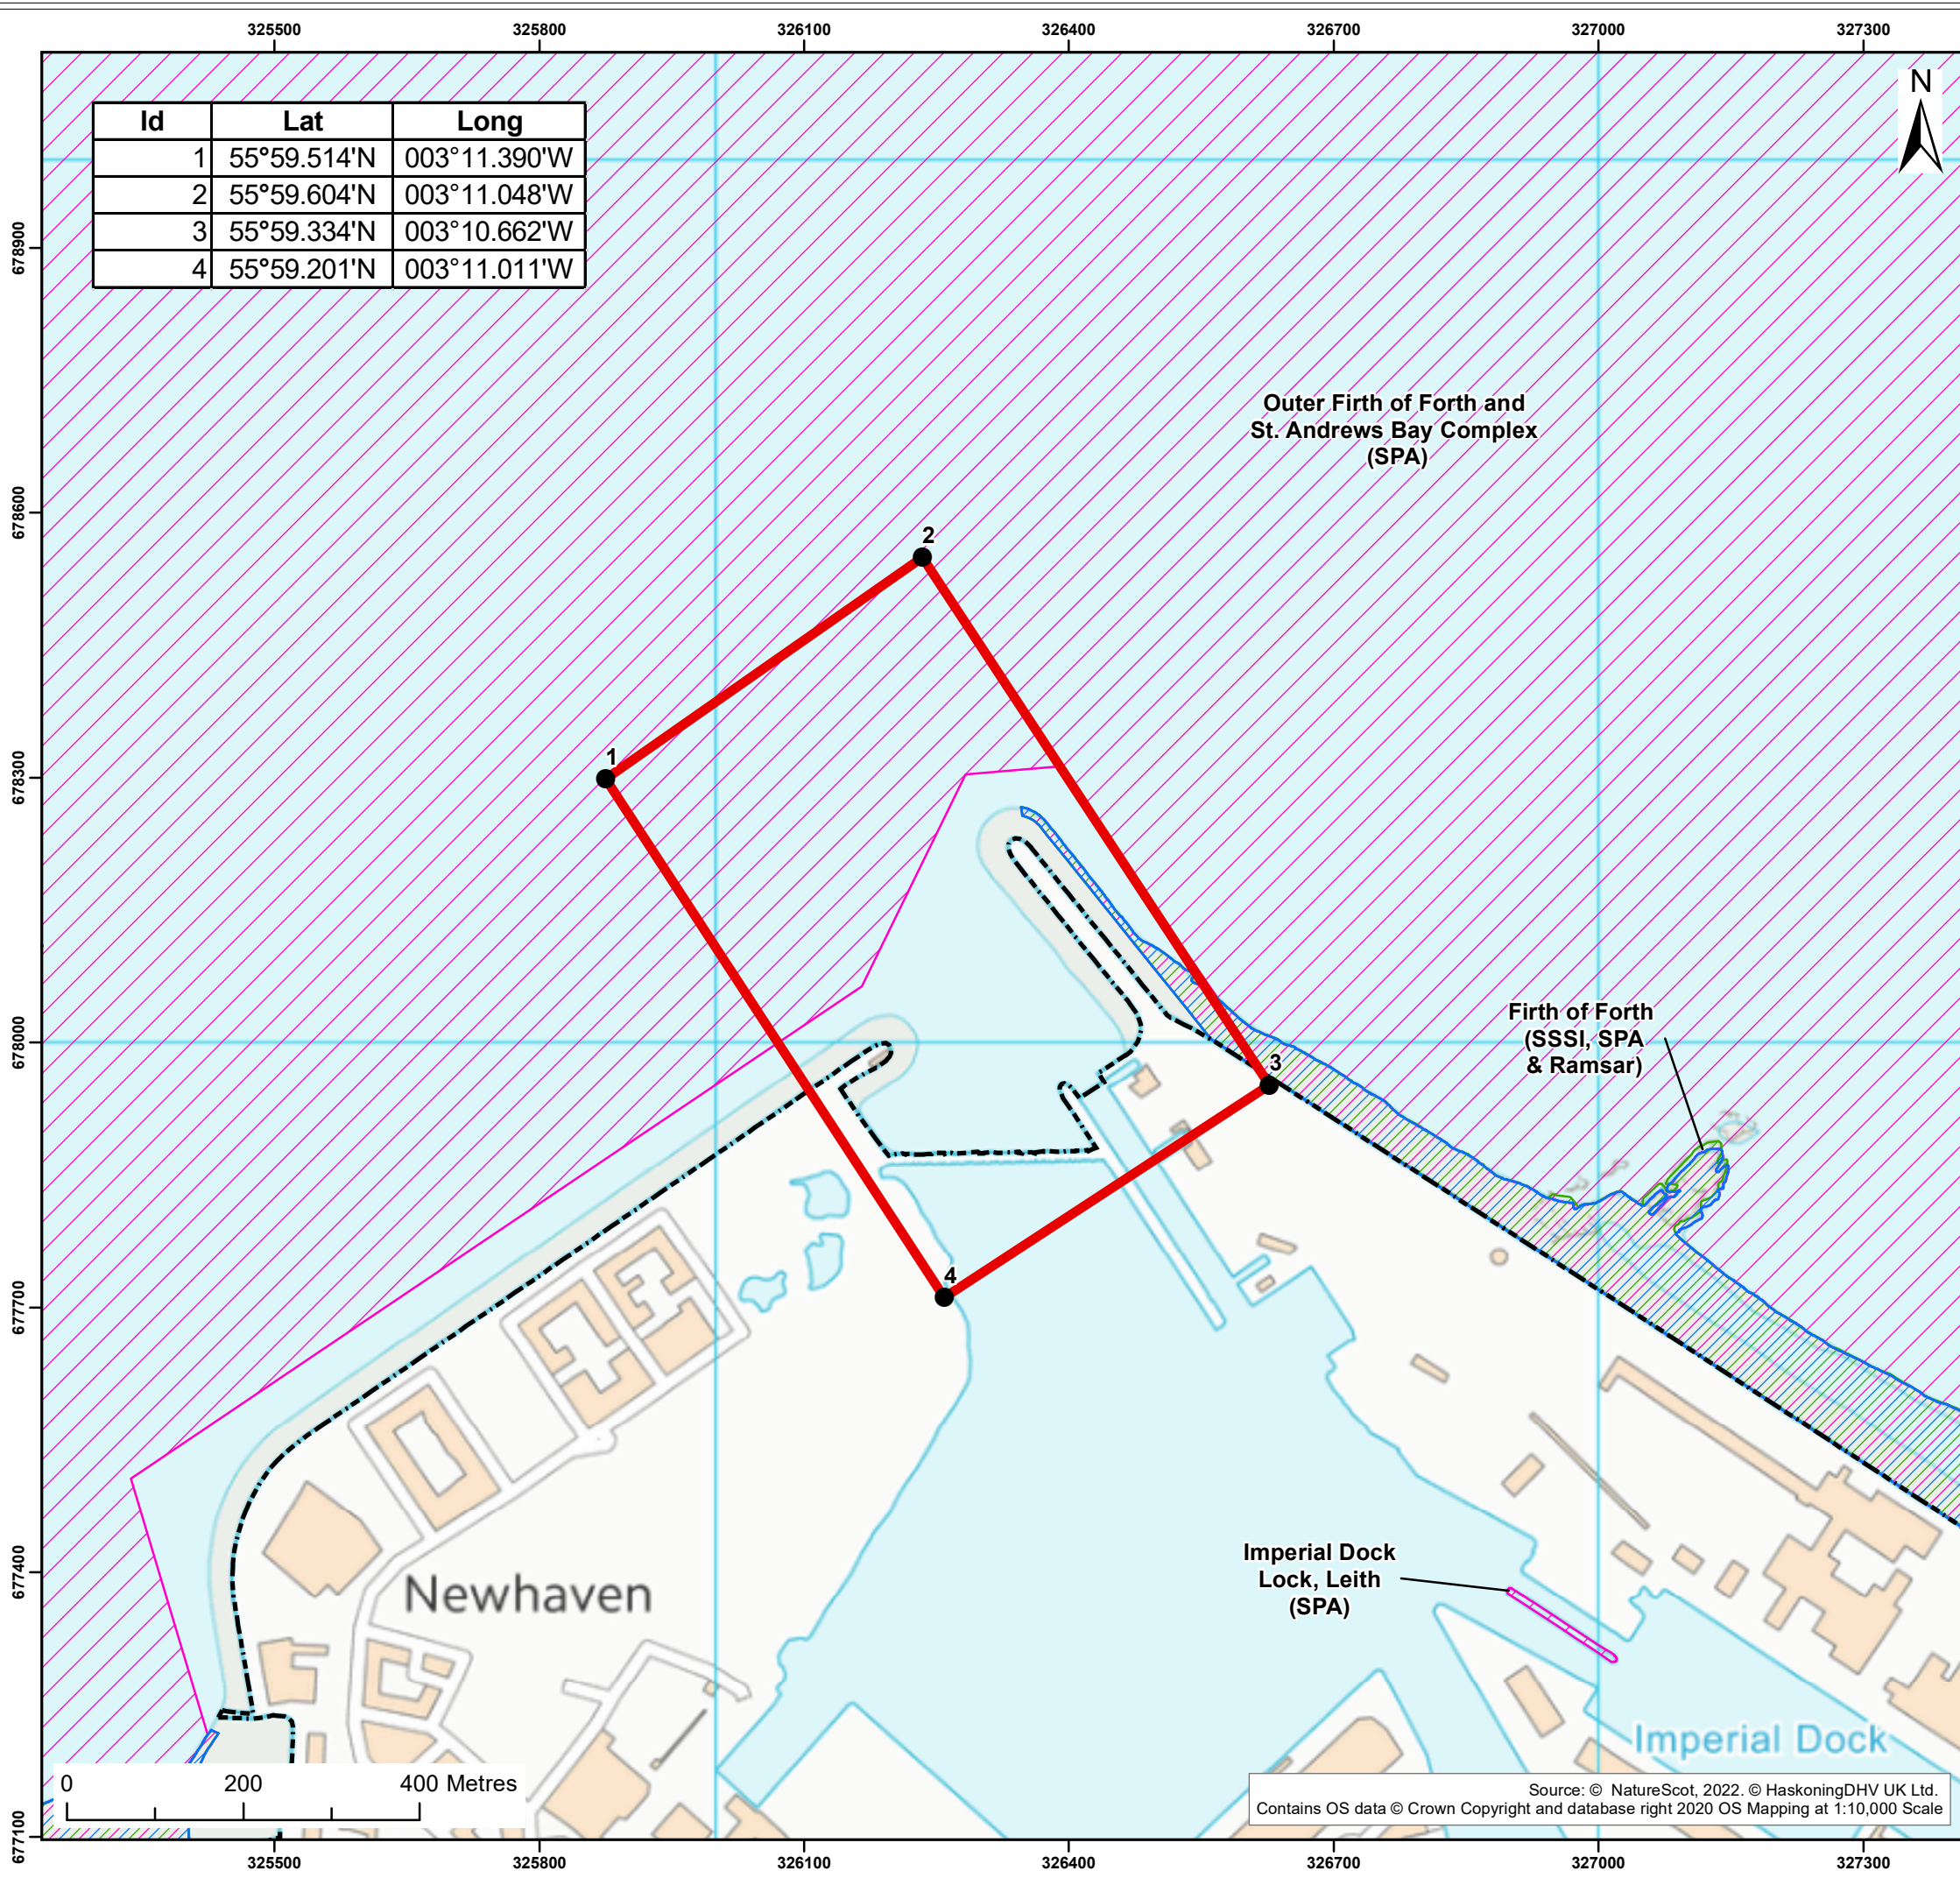 325500 325800 326100 326400 326700 327000 327300
N
Id Lat Long
1 55°59.514'N 003°11.390'W
2 55°59.604'N 003°11.048'W
3 55°59.334'N 003°10.662'W
4 55°59.201'N 003°11.011'W
678900
Outer Firth of Forth and
St. Andrews Bay Complex
(SPA)
678600
2
1
678300
Firth of Forth
(SSSI, SPA
& Ramsar)
678000
3
4
677700
Imperial Dock
Lock, Leith
(SPA)
677400
Newhaven
Imperial Dock
0 200 400 Metres
Source: © NatureScot, 2022. © HaskoningDHV UK Ltd.
Contains OS data © Crown Copyright and database right 2020 OS Mapping at 1:10,000 Scale
677100
325500 325800 326100 326400 326700 327000 327300